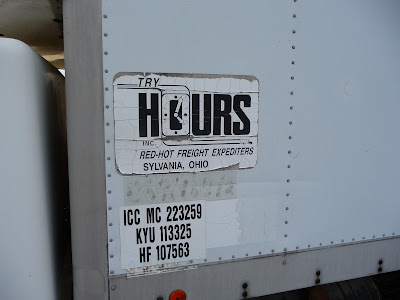 TRY
HOURS
INC.
RED-HOT FREIGHT EXPEDITERS
SYLVANIA, OHIO
ICC MC 223259
KYU 113325
HF 107563